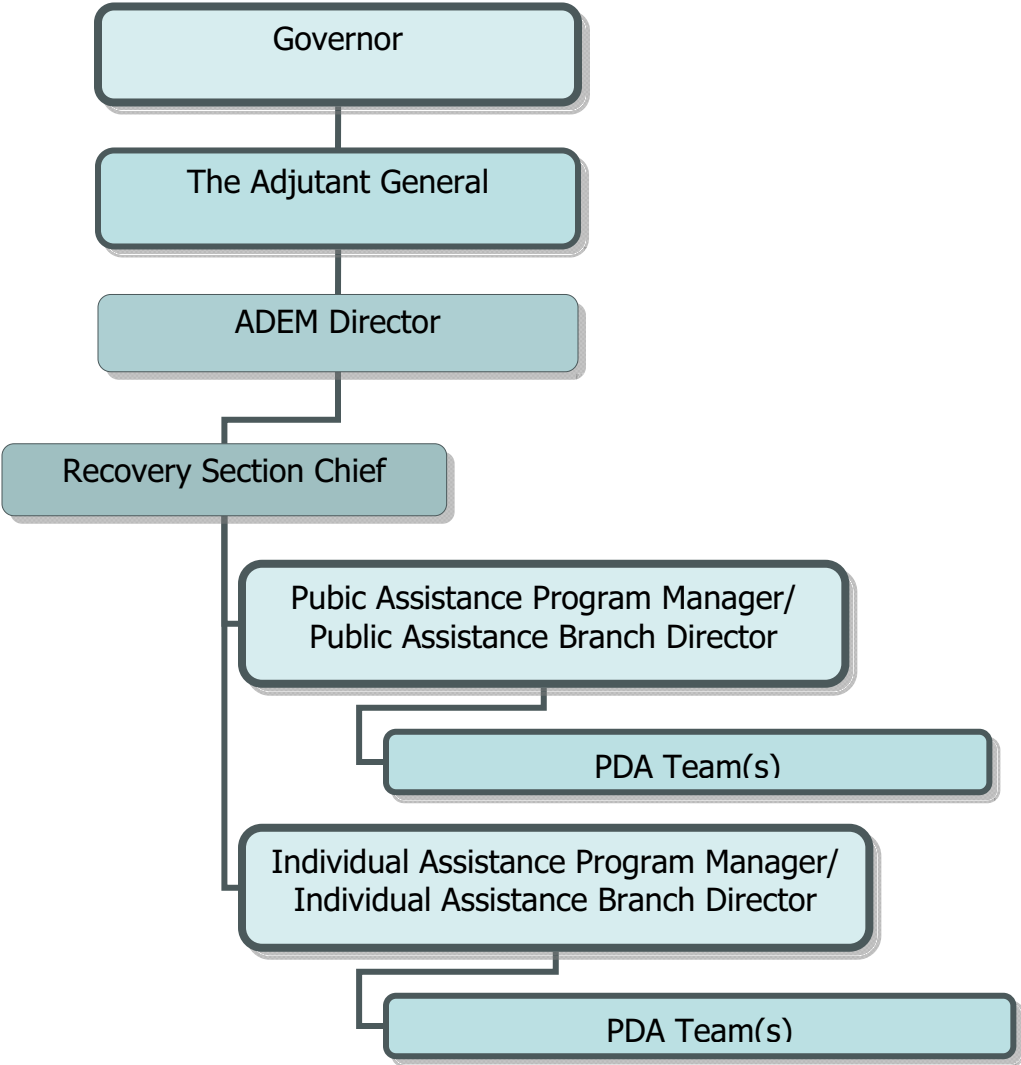 Governor
The Adjutant General
ADEM Director
Recovery Section Chief
Pubic Assistance Program Manager/
Public Assistance Branch Director
PDA Team(s)
Individual Assistance Program Manager/
Individual Assistance Branch Director
PDA Team(s)